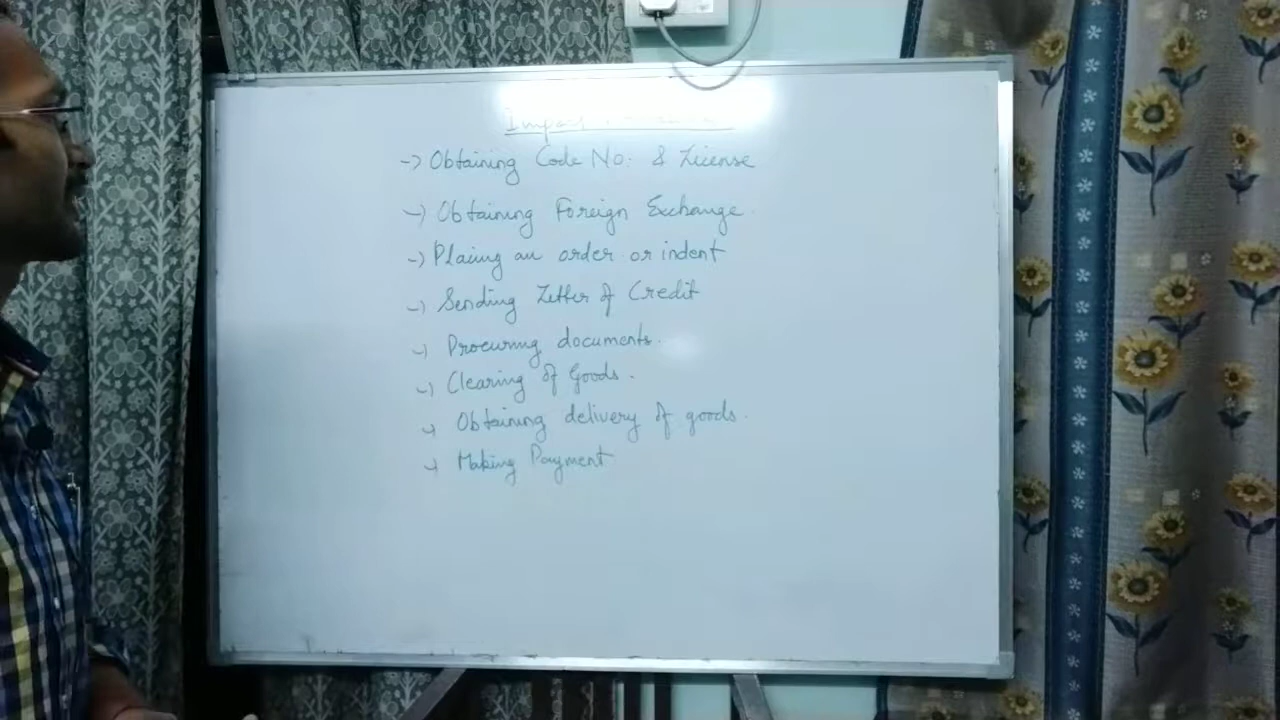 Import
-> Obtaining Code No. & License
-> Obtaining Foreign Exchange.
-> Placing an order or indent
-> Sending Letter of Credit
-> Procuring documents.
-> Clearing of Goods.
-> Obtaining delivery of goods.
-> Making Payment